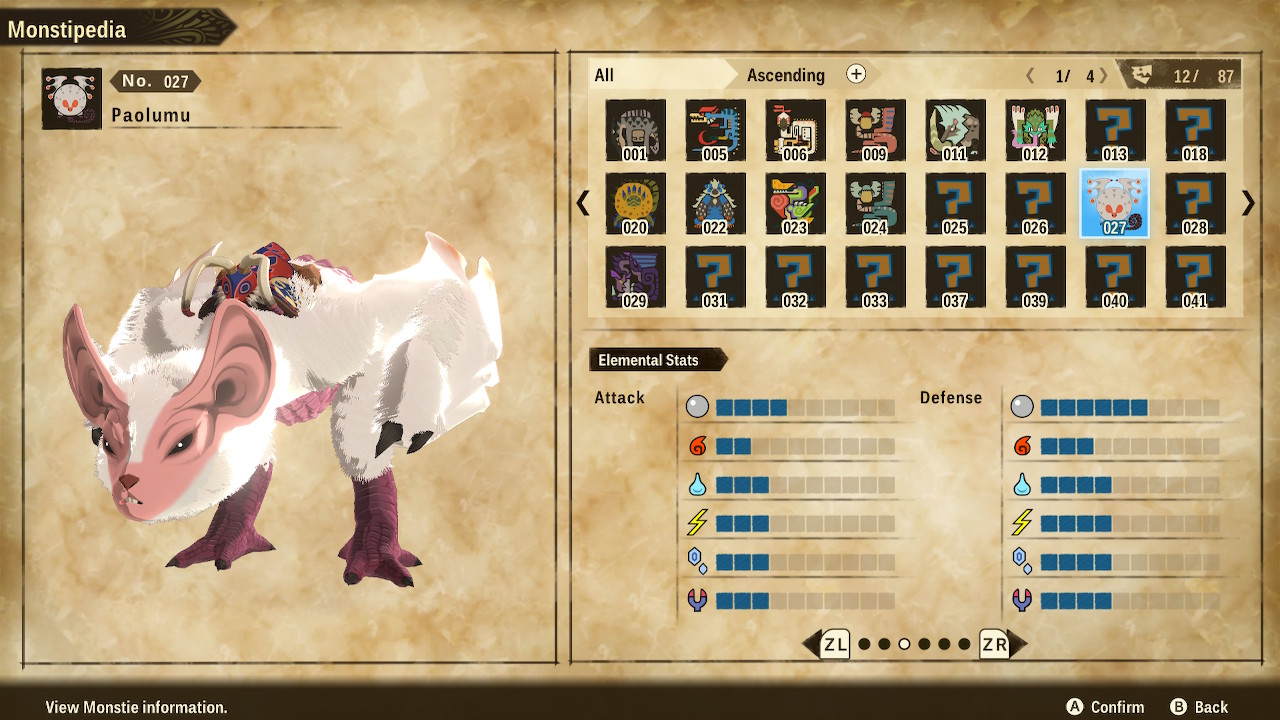 Monstipedia
No. 027
Paolumu
All
Ascending
1/ 4
12/ 87
001 005 006 009 011 012 013 018
020 022 023 024 025 026 027 028
029 031 032 033 037 039 040 041
Elemental Stats
Attack
Defense
ZL
ZR
View Monstie information.
A Confirm
B Back